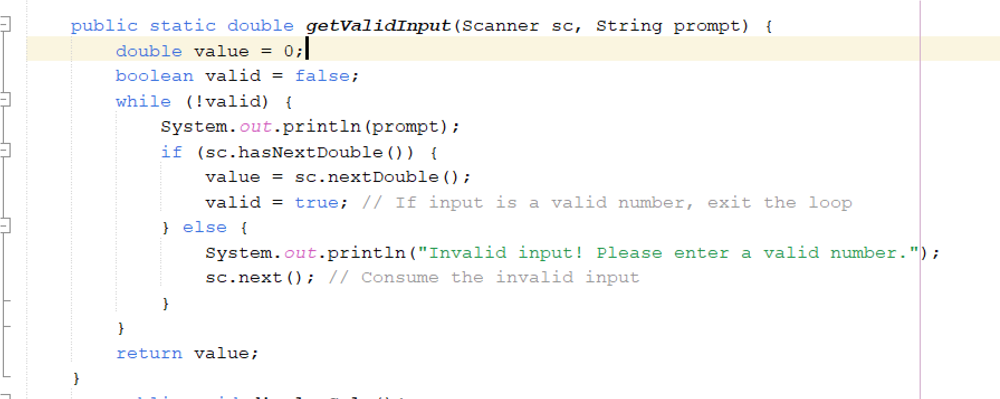 public static double getValidInput(Scanner sc, String prompt) {
double value = 0;
boolean valid = false;
while (!valid) {
System.out.println(prompt);
if (sc.hasNextDouble()) {
value = sc.nextDouble();
valid = true; // If input is a valid number, exit the loop
} else {
System.out.println("Invalid input! Please enter a valid number.");
sc.next(); // Consume the invalid input
}
}
return value;
}